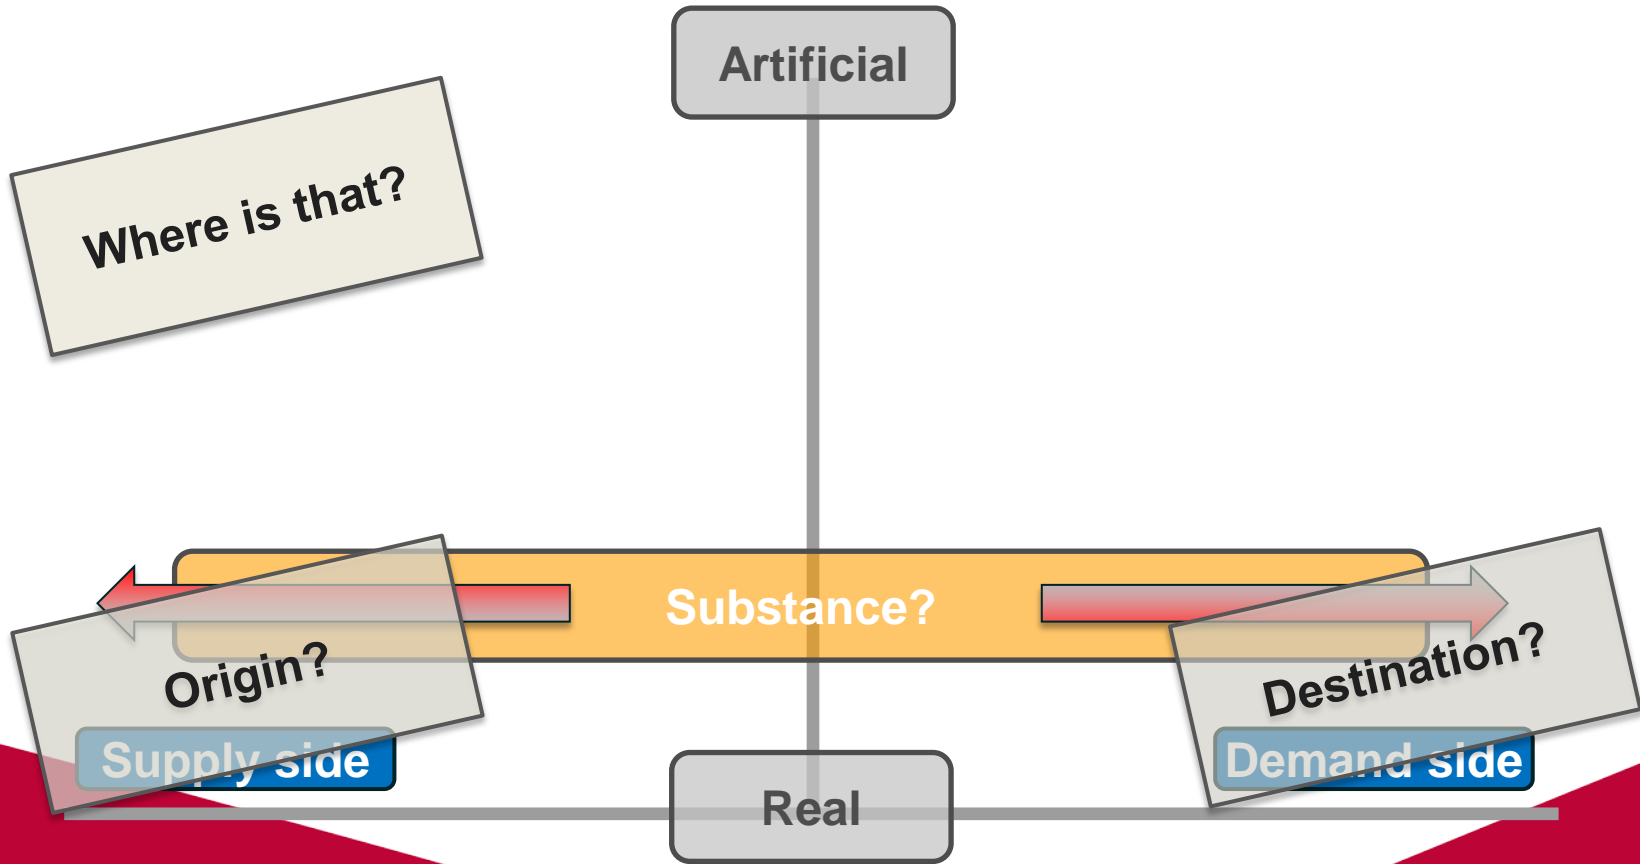 Artificial
Where is that?
Substance?
Origin?
Destination?
Supply side
Demand side
Real